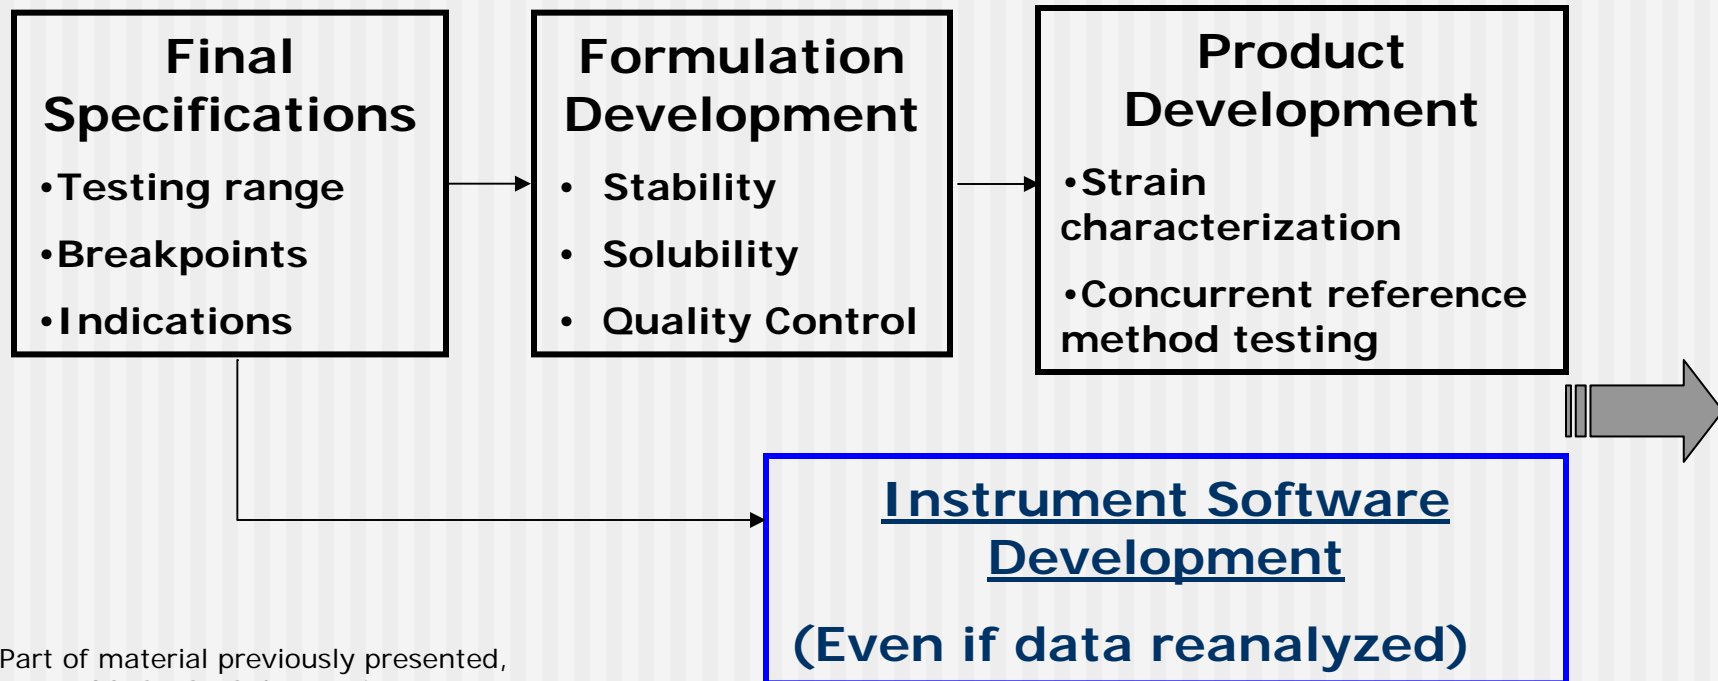 Final
Specifications
•Testing range
•Breakpoints
•Indications
Formulation
Development
• Stability
• Solubility
• Quality Control
Product
Development
•Strain
characterization
•Concurrent reference
method testing
Instrument Software
Development
(Even if data reanalyzed)
Part of material previously presented,